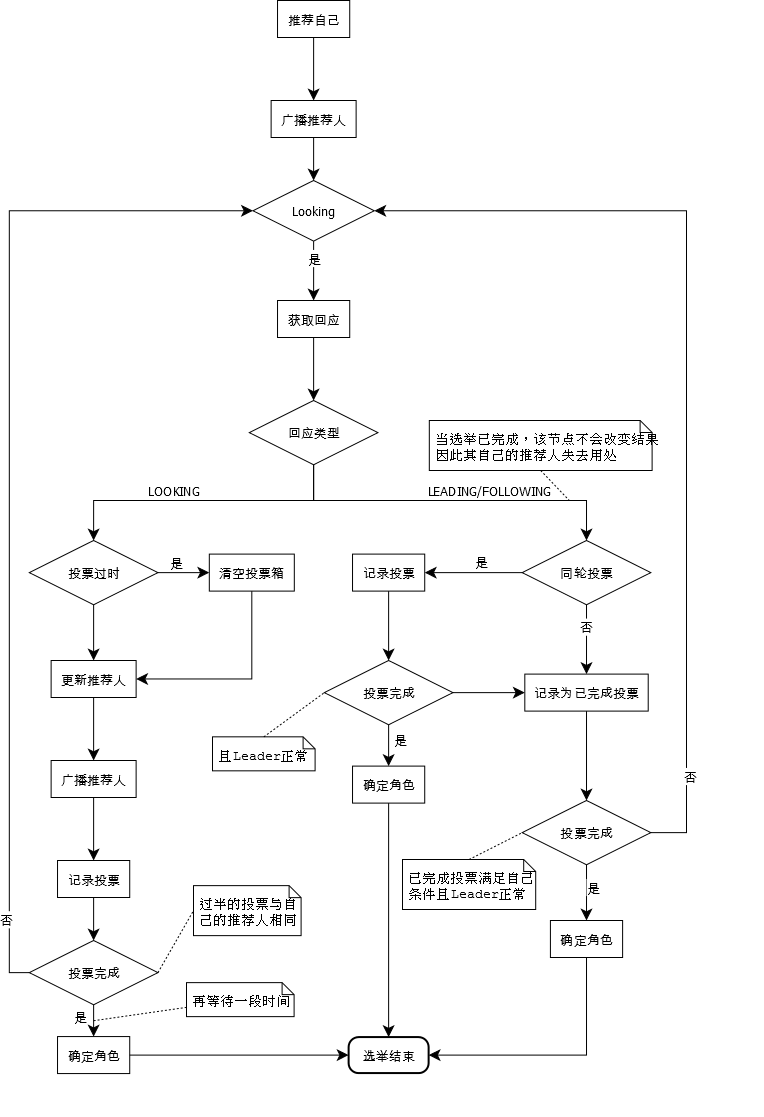 推荐自己
广播推荐人
Looking
是
获取回应
回应类型
当选举已完成，该节点不会改变结果
因此其自己的推荐人失去用处
LOOKING
LEADING/FOLLOWING
投票过时
是
清空投票箱
记录投票
是
同轮投票
否
更新推荐人
投票完成
记录为已完成投票
且Leader正常
是
广播推荐人
确定角色
否
投票完成
已完成投票满足自己
条件且Leader正常
记录投票
是
过半的投票与自
己的推荐人相同
否
确定角色
投票完成
再等待一段时间
是
确定角色
选举结束